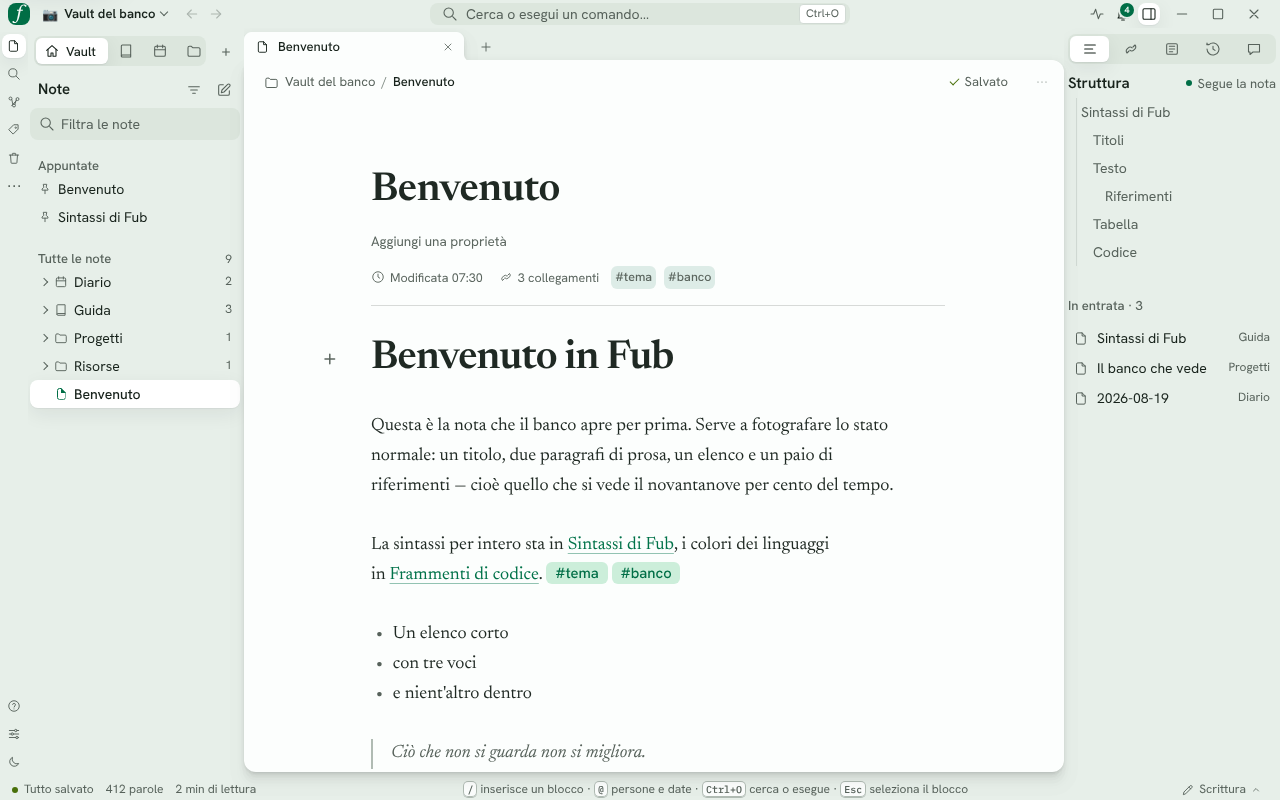 Vault del banco
Cerca o esegui un comando…
Ctrl+O
4
Vault
Benvenuto
Note
Filtra le note
Appuntate
Benvenuto
Sintassi di Fub
Tutte le note 9
Diario 2
Guida 3
Progetti 1
Risorse 1
Benvenuto
Vault del banco / Benvenuto
Salvato
Benvenuto
Aggiungi una proprietà
Modificata 07:30 3 collegamenti #tema #banco
Benvenuto in Fub
Questa è la nota che il banco apre per prima. Serve a fotografare lo stato
normale: un titolo, due paragrafi di prosa, un elenco e un paio di
riferimenti — cioè quello che si vede il novantanove per cento del tempo.
La sintassi per intero sta in Sintassi di Fub, i colori dei linguaggi
in Frammenti di codice. #tema #banco
• Un elenco corto
• con tre voci
• e nient'altro dentro
Ciò che non si guarda non si migliora.
Struttura
Segue la nota
Sintassi di Fub
Titoli
Testo
Riferimenti
Tabella
Codice
In entrata · 3
Sintassi di Fub Guida
Il banco che vede Progetti
2026-08-19 Diario
Tutto salvato 412 parole 2 min di lettura
/ inserisce un blocco · @ persone e date · Ctrl+O cerca o esegue · Esc seleziona il blocco
Scrittura